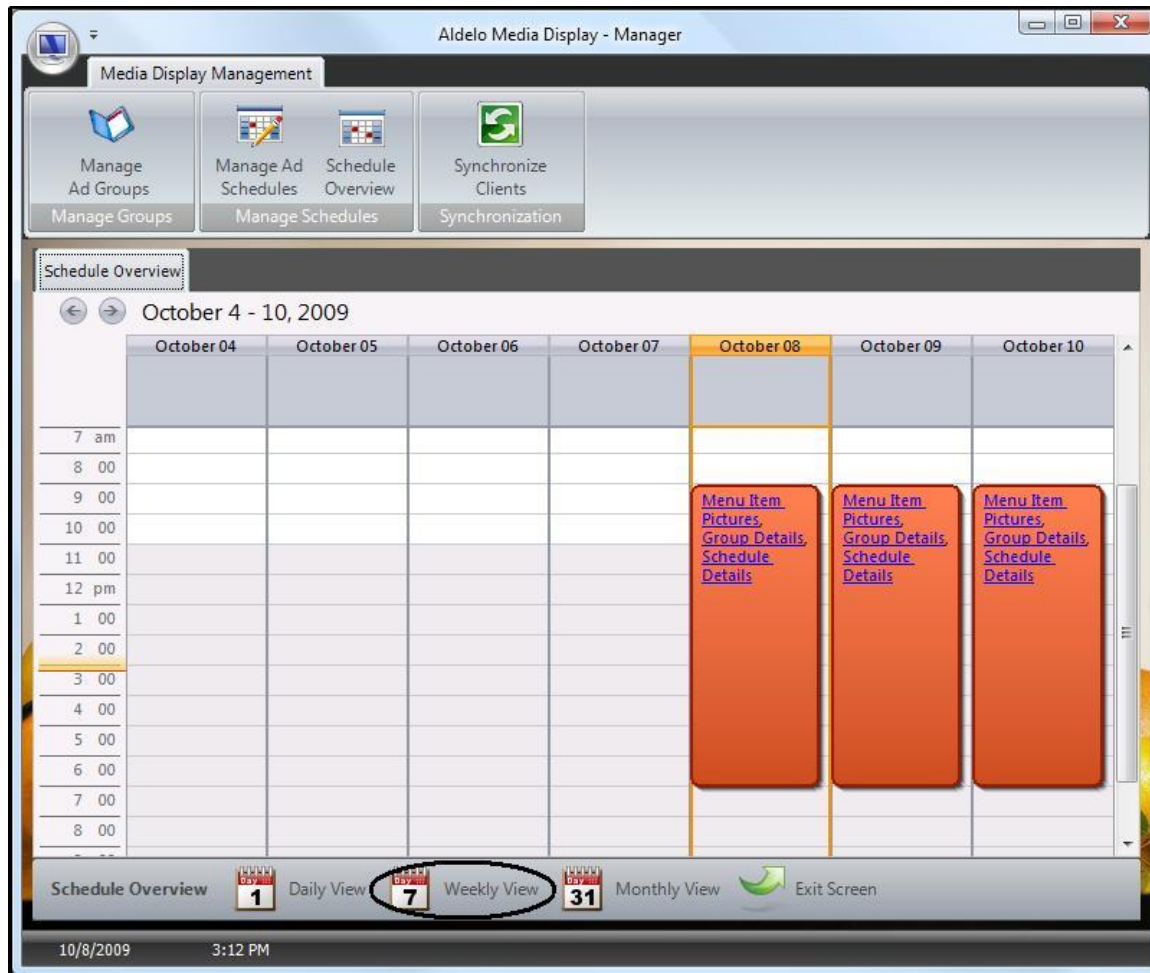 Aldelo Media Display - Manager
Media Display Management
Manage Ad Groups
Manage Ad Schedules
Schedule Overview
Synchronize Clients
Manage Groups
Manage Schedules
Synchronization
Schedule Overview
October 4 - 10, 2009
October 04 October 05 October 06 October 07 October 08 October 09 October 10
7 am
8 00
9 00
10 00
11 00
12 pm
1 00
2 00
3 00
4 00
5 00
6 00
7 00
8 00
Menu Item
Pictures,
Group Details,
Schedule
Details
Menu Item
Pictures,
Group Details,
Schedule
Details
Menu Item
Pictures,
Group Details,
Schedule
Details
Schedule Overview
Day 1 Daily View
Day 7 Weekly View
Day 31 Monthly View
Exit Screen
10/8/2009 3:12 PM